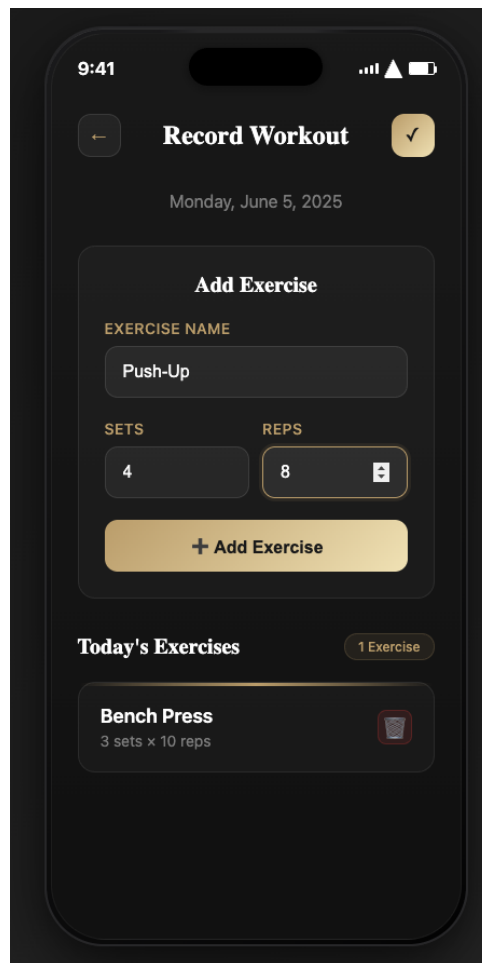 9:41
← Record Workout ✓
Monday, June 5, 2025
Add Exercise
EXERCISE NAME
Push-Up
SETS REPS
4 8
➕ Add Exercise
Today's Exercises 1 Exercise
Bench Press
3 sets × 10 reps